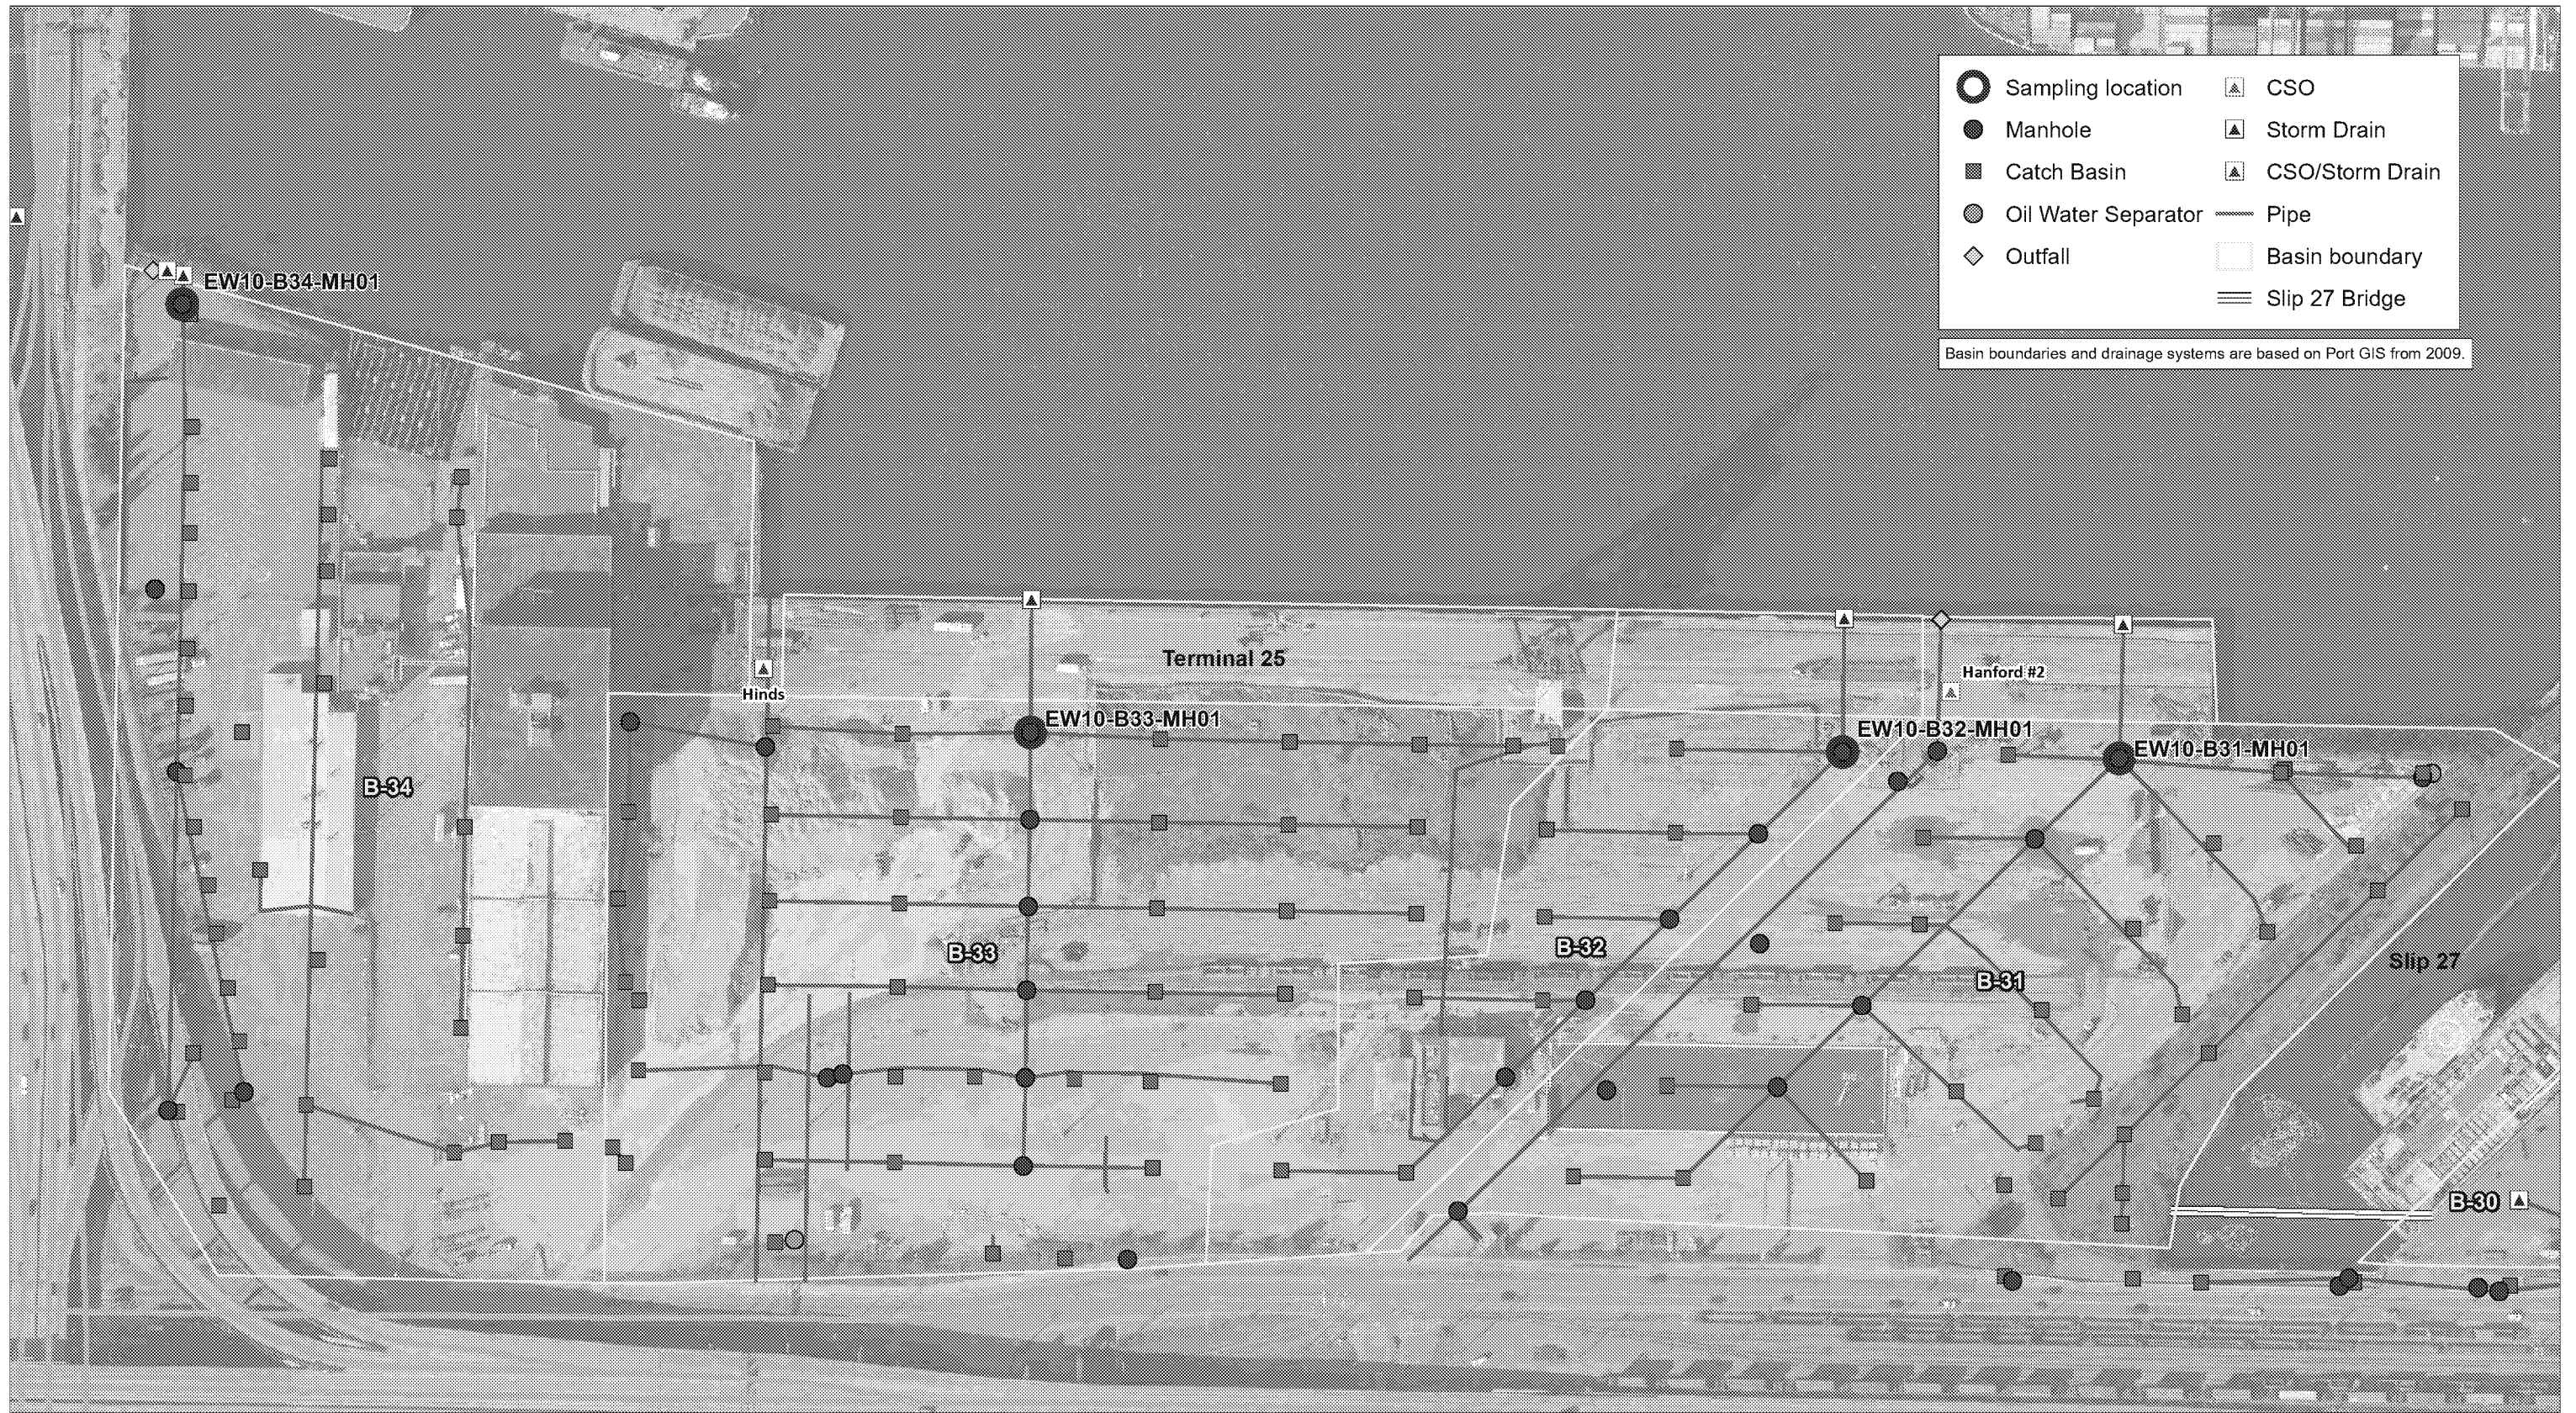 Sampling location
CSO
Manhole
Storm Drain
Catch Basin
CSO/Storm Drain
Oil Water Separator
Pipe
Outfall
Basin boundary
Slip 27 Bridge
Basin boundaries and drainage systems are based on Port GIS from 2009.
EW10-B34-MH01
Terminal 25
Hanford #2
Hinds
EW10-B33-MH01
EW10-B32-MH01
EW10-B31-MH01
B-34
B-33
B-32
Slip 27
B-31
B-30